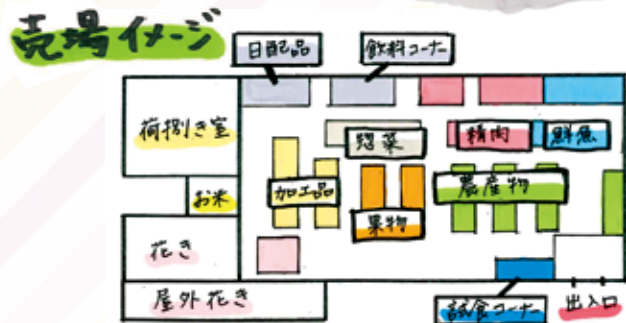 売場イメージ
日配品
飲料コーナー
荷捌き室
惣菜
精肉
鮮魚
加工品
農産物
お米
果物
花き
屋外花き
試食コーナー
出入口